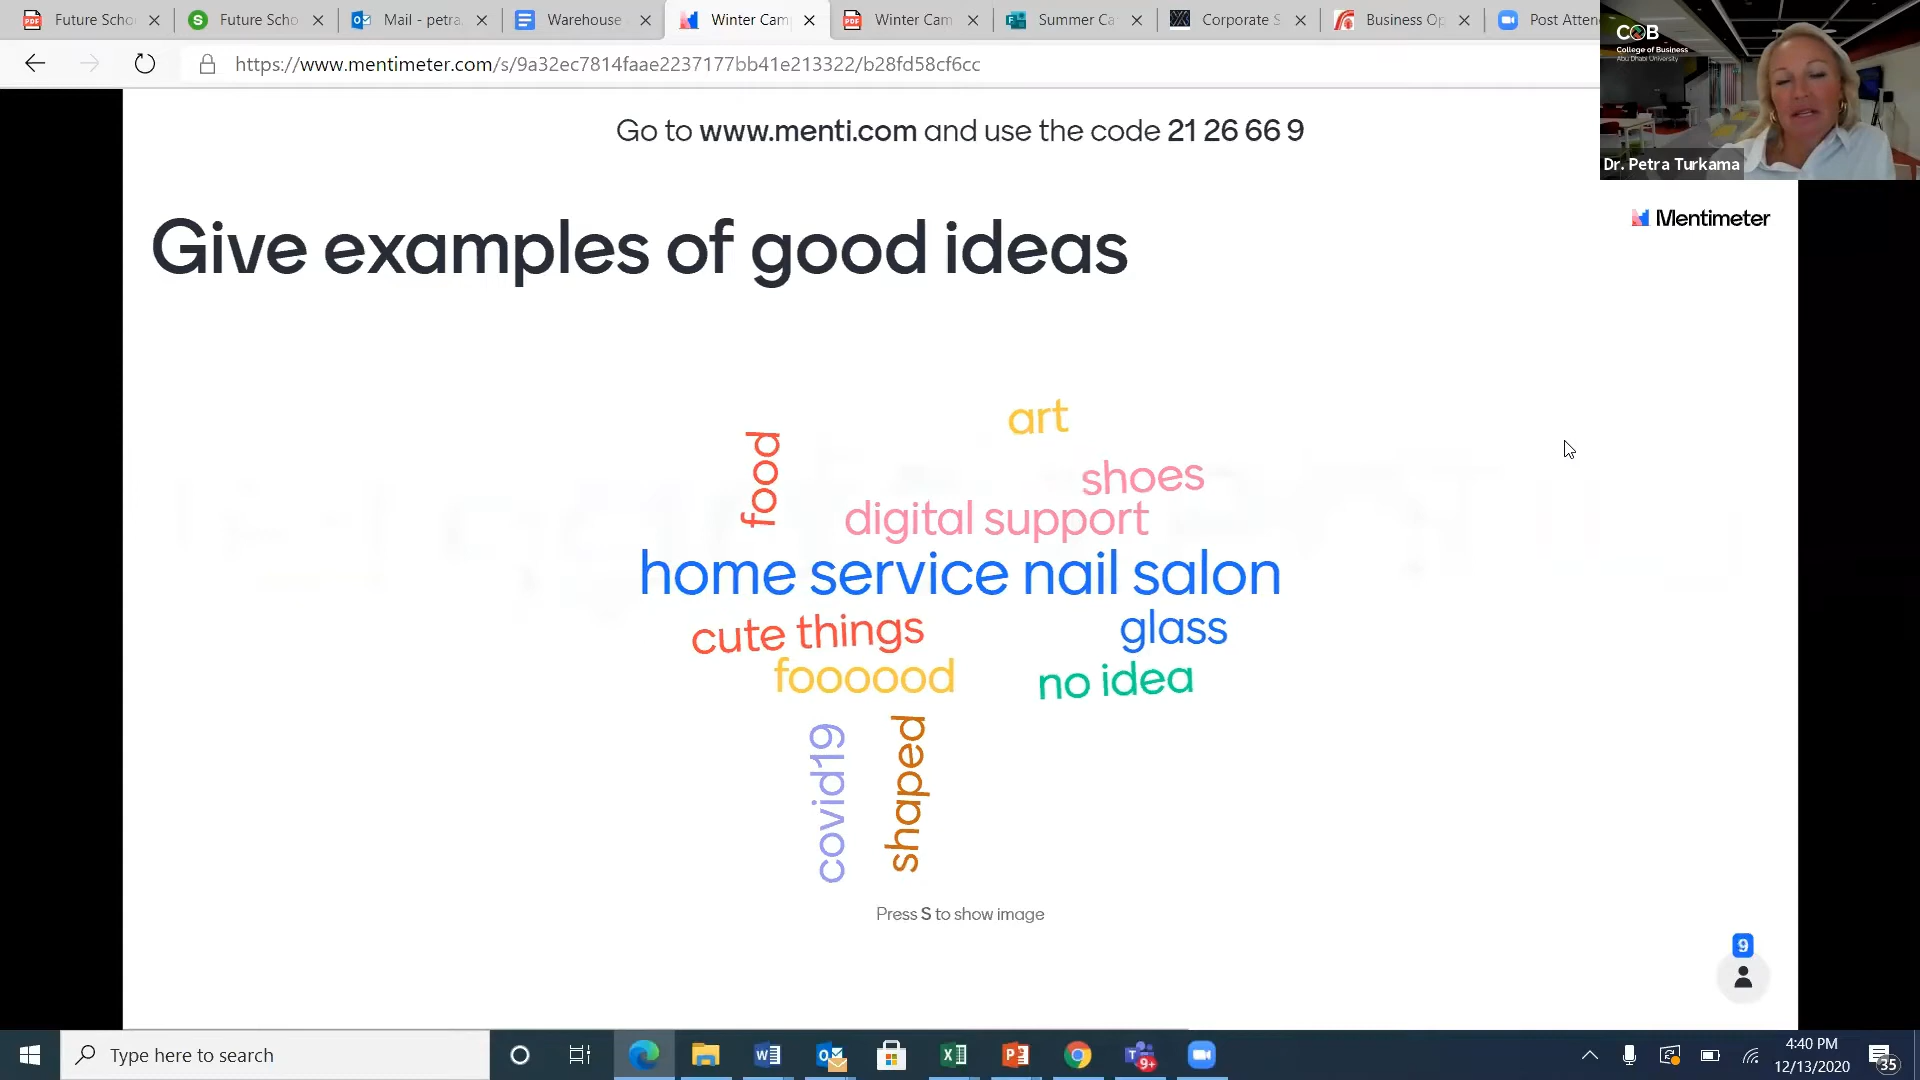 Future Scho
Future Scho
Mail - petra
Warehouse
Winter Cam
Winter Cam
Summer Ca
Corporate S
Business Op
Post Atten
https://www.mentimeter.com/s/9a32ec7814faae2237177bb41e213322/b28fd58cf6cc
COB
College of Business
Abu Dhabi University
Dr. Petra Turkama
Go to www.menti.com and use the code 21 26 66 9
Mentimeter
Give examples of good ideas
art
food
shoes
digital support
home service nail salon
cute things
glass
foooood
no idea
covid19
shaped
Press S to show image
9
Type here to search
9+
4:40 PM
12/13/2020
35